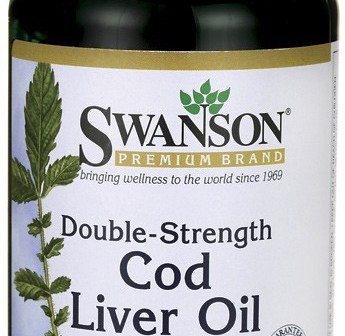 SWANSON®
PREMIUM BRAND
bringing wellness to the world since 1969
Double-Strength
Cod
Liver Oil